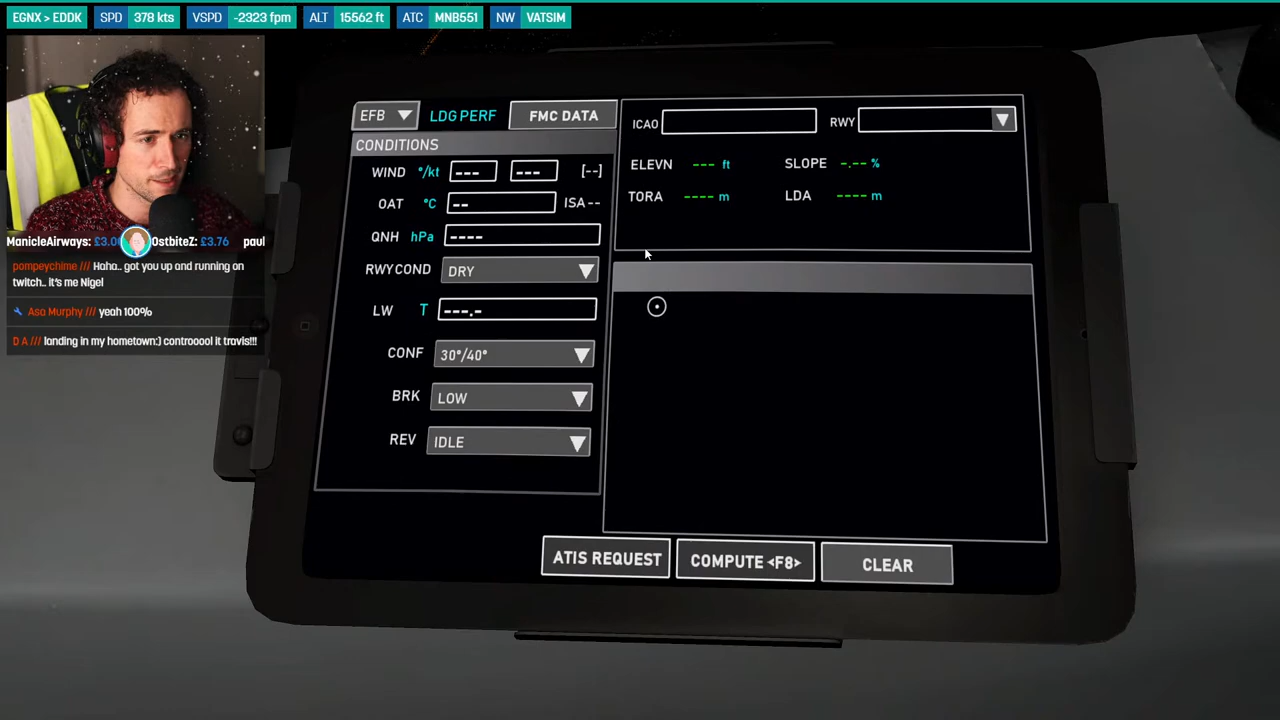 EGNX > EDDK SPD 378 kts VSPD -2323 fpm ALT 15562 ft ATC MNB551 NW VATSIM
EFB LDG PERF FMC DATA
CONDITIONS
WIND °/kt --- --- [--]
OAT °C -- ISA --
QNH hPa ----
RWY COND DRY
LW T ---.-
CONF 30°/40°
BRK LOW
REV IDLE
ICAO RWY
ELEVN --- ft SLOPE -.-- %
TORA ---- m LDA ---- m
ATIS REQUEST COMPUTE <F8> CLEAR
ManicleAirways: OstbiteZ: £3.76 paul
pompeychime /// Haha.. got you up and running on
twitch.. it's me Nigel
Asa Murphy /// yeah 100%
D A /// landing in my hometown:) controoool it travis!!!